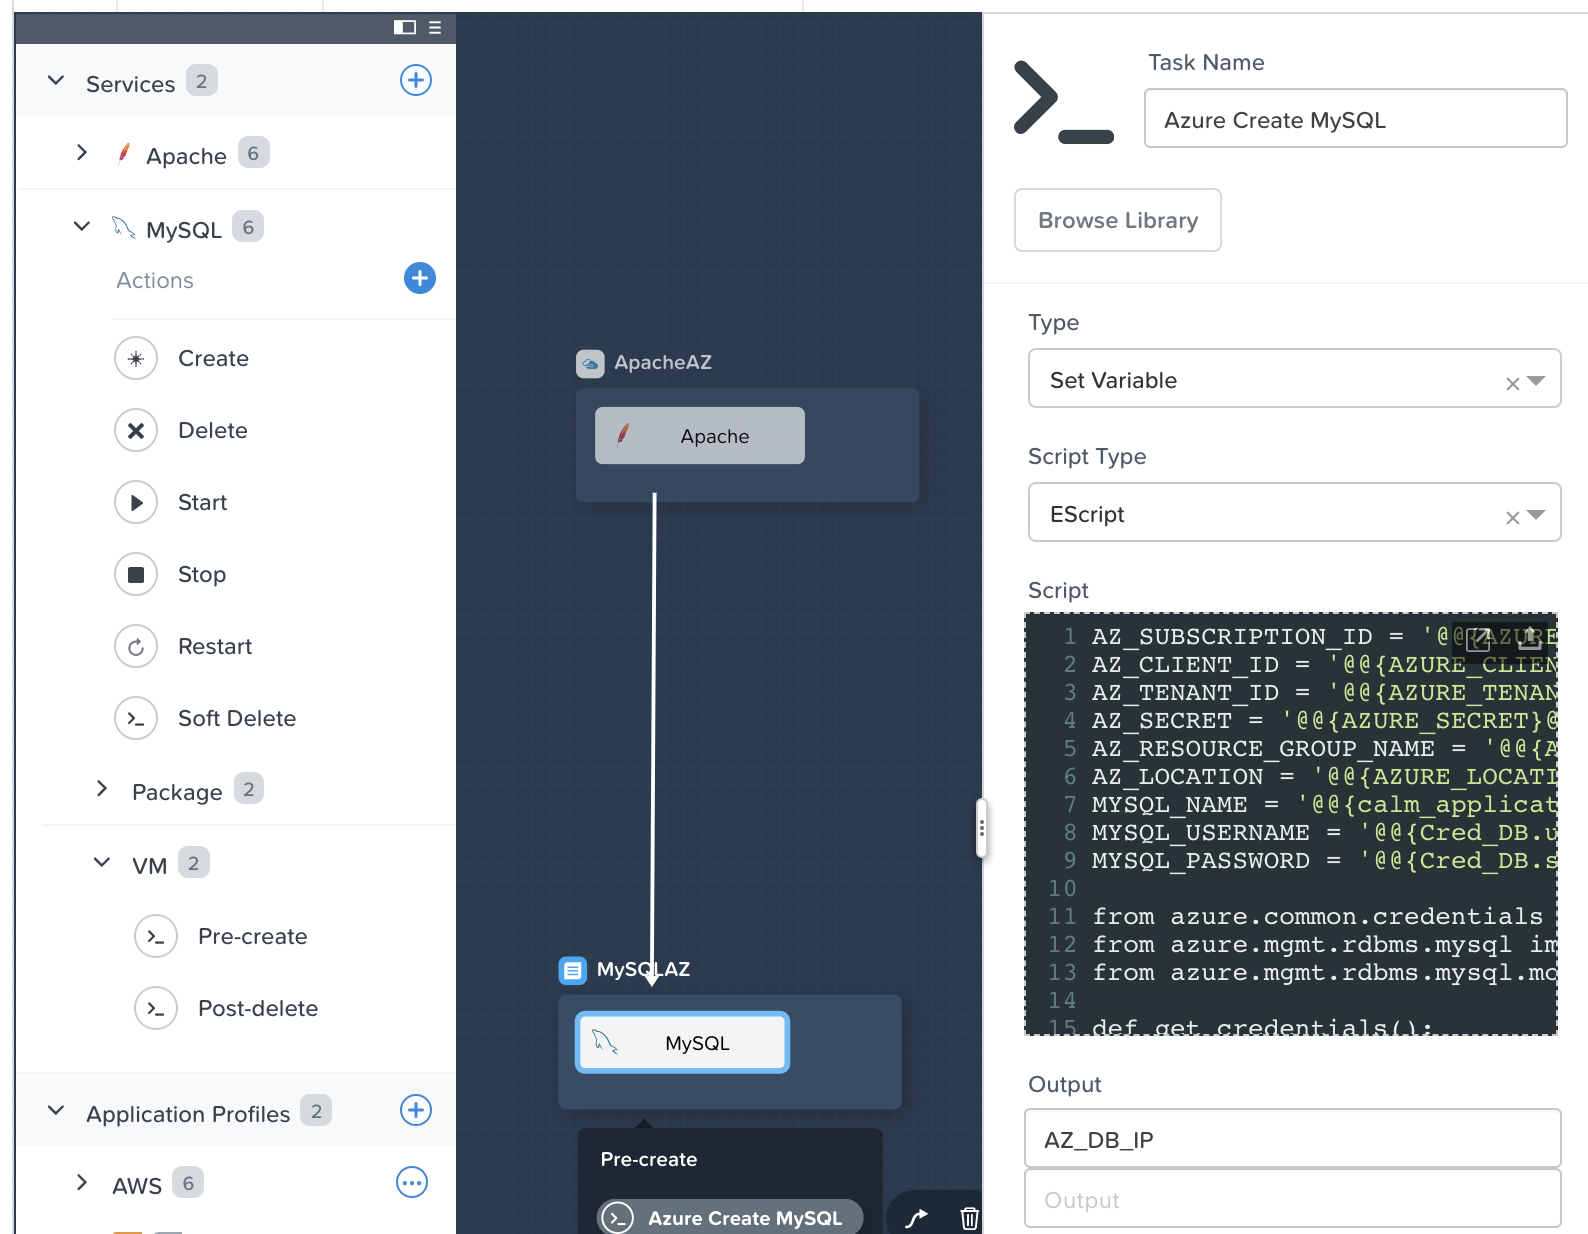 Services 2
Apache 6
MySQL 6
Actions
Create
Delete
Start
Stop
Restart
Soft Delete
Package 2
VM 2
Pre-create
Post-delete
Application Profiles 2
AWS 6
ApacheAZ
Apache
MySQLAZ
MySQL
Pre-create
Azure Create MySQL
Task Name
Azure Create MySQL
Browse Library
Type
Set Variable
Script Type
EScript
Script
1 AZ_SUBSCRIPTION_ID = '@@{AZURE
2 AZ_CLIENT_ID = '@@{AZURE_CLIEN
3 AZ_TENANT_ID = '@@{AZURE_TENAN
4 AZ_SECRET = '@@{AZURE_SECRET}@
5 AZ_RESOURCE_GROUP_NAME = '@@{A
6 AZ_LOCATION = '@@{AZURE_LOCATI
7 MYSQL_NAME = '@@{calm_applicat
8 MYSQL_USERNAME = '@@{Cred_DB.u
9 MYSQL_PASSWORD = '@@{Cred_DB.s
10
11 from azure.common.credentials
12 from azure.mgmt.rdbms.mysql im
13 from azure.mgmt.rdbms.mysql.mo
14
15 def get_credentials():
Output
AZ_DB_IP
Output